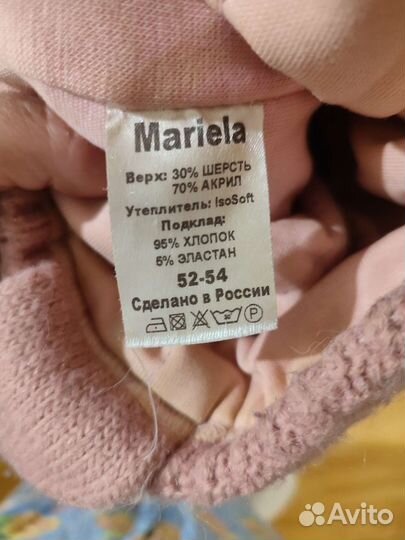 Mariela
Верх: 30% ШЕРСТЬ
70% АКРИЛ
Утеплитель: IsoSoft
Подклад:
95% ХЛОПОК
5% ЭЛАСТАН
52-54
Сделано в России
P
Avito